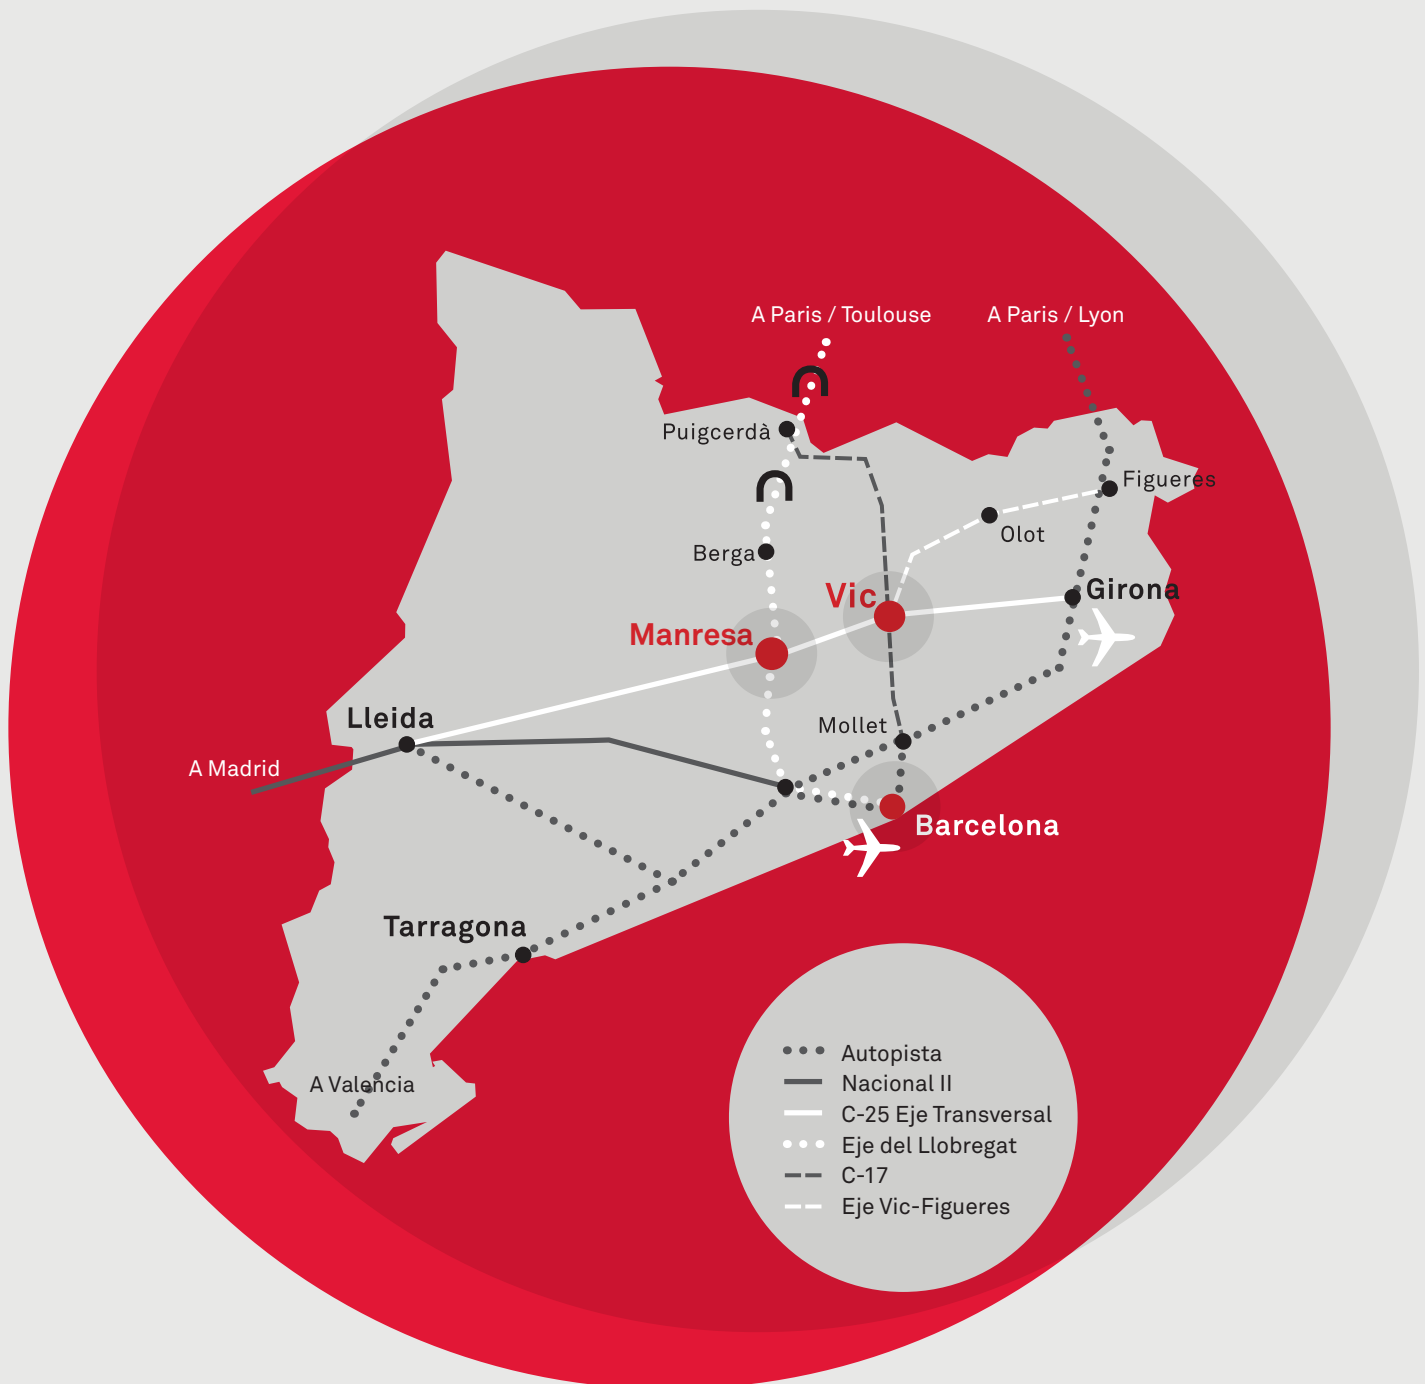 A Paris / Toulouse
A Paris / Lyon
Puigcerdà
Figueres
Olot
Berga
Vic
Girona
Manresa
Lleida
Mollet
A Madrid
Barcelona
Tarragona
A Valencia
Autopista
Nacional II
C-25 Eje Transversal
Eje del Llobregat
C-17
Eje Vic-Figueres